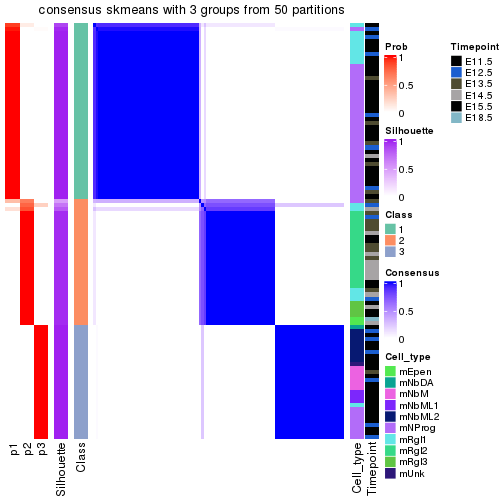 consensus skmeans with 3 groups from 50 partitions
Prob
1
0.5
0
Silhouette
1
0.5
0
Class
1
2
3
Consensus
1
0.5
0
Cell_type
mEpen
mNbDA
mNbM
mNbML1
mNbML2
mNProg
mRgl1
mRgl2
mRgl3
mUnk
Timepoint
E11.5
E12.5
E13.5
E14.5
E15.5
E18.5
p1
p2
p3
Silhouette
Class
Cell_type
Timepoint